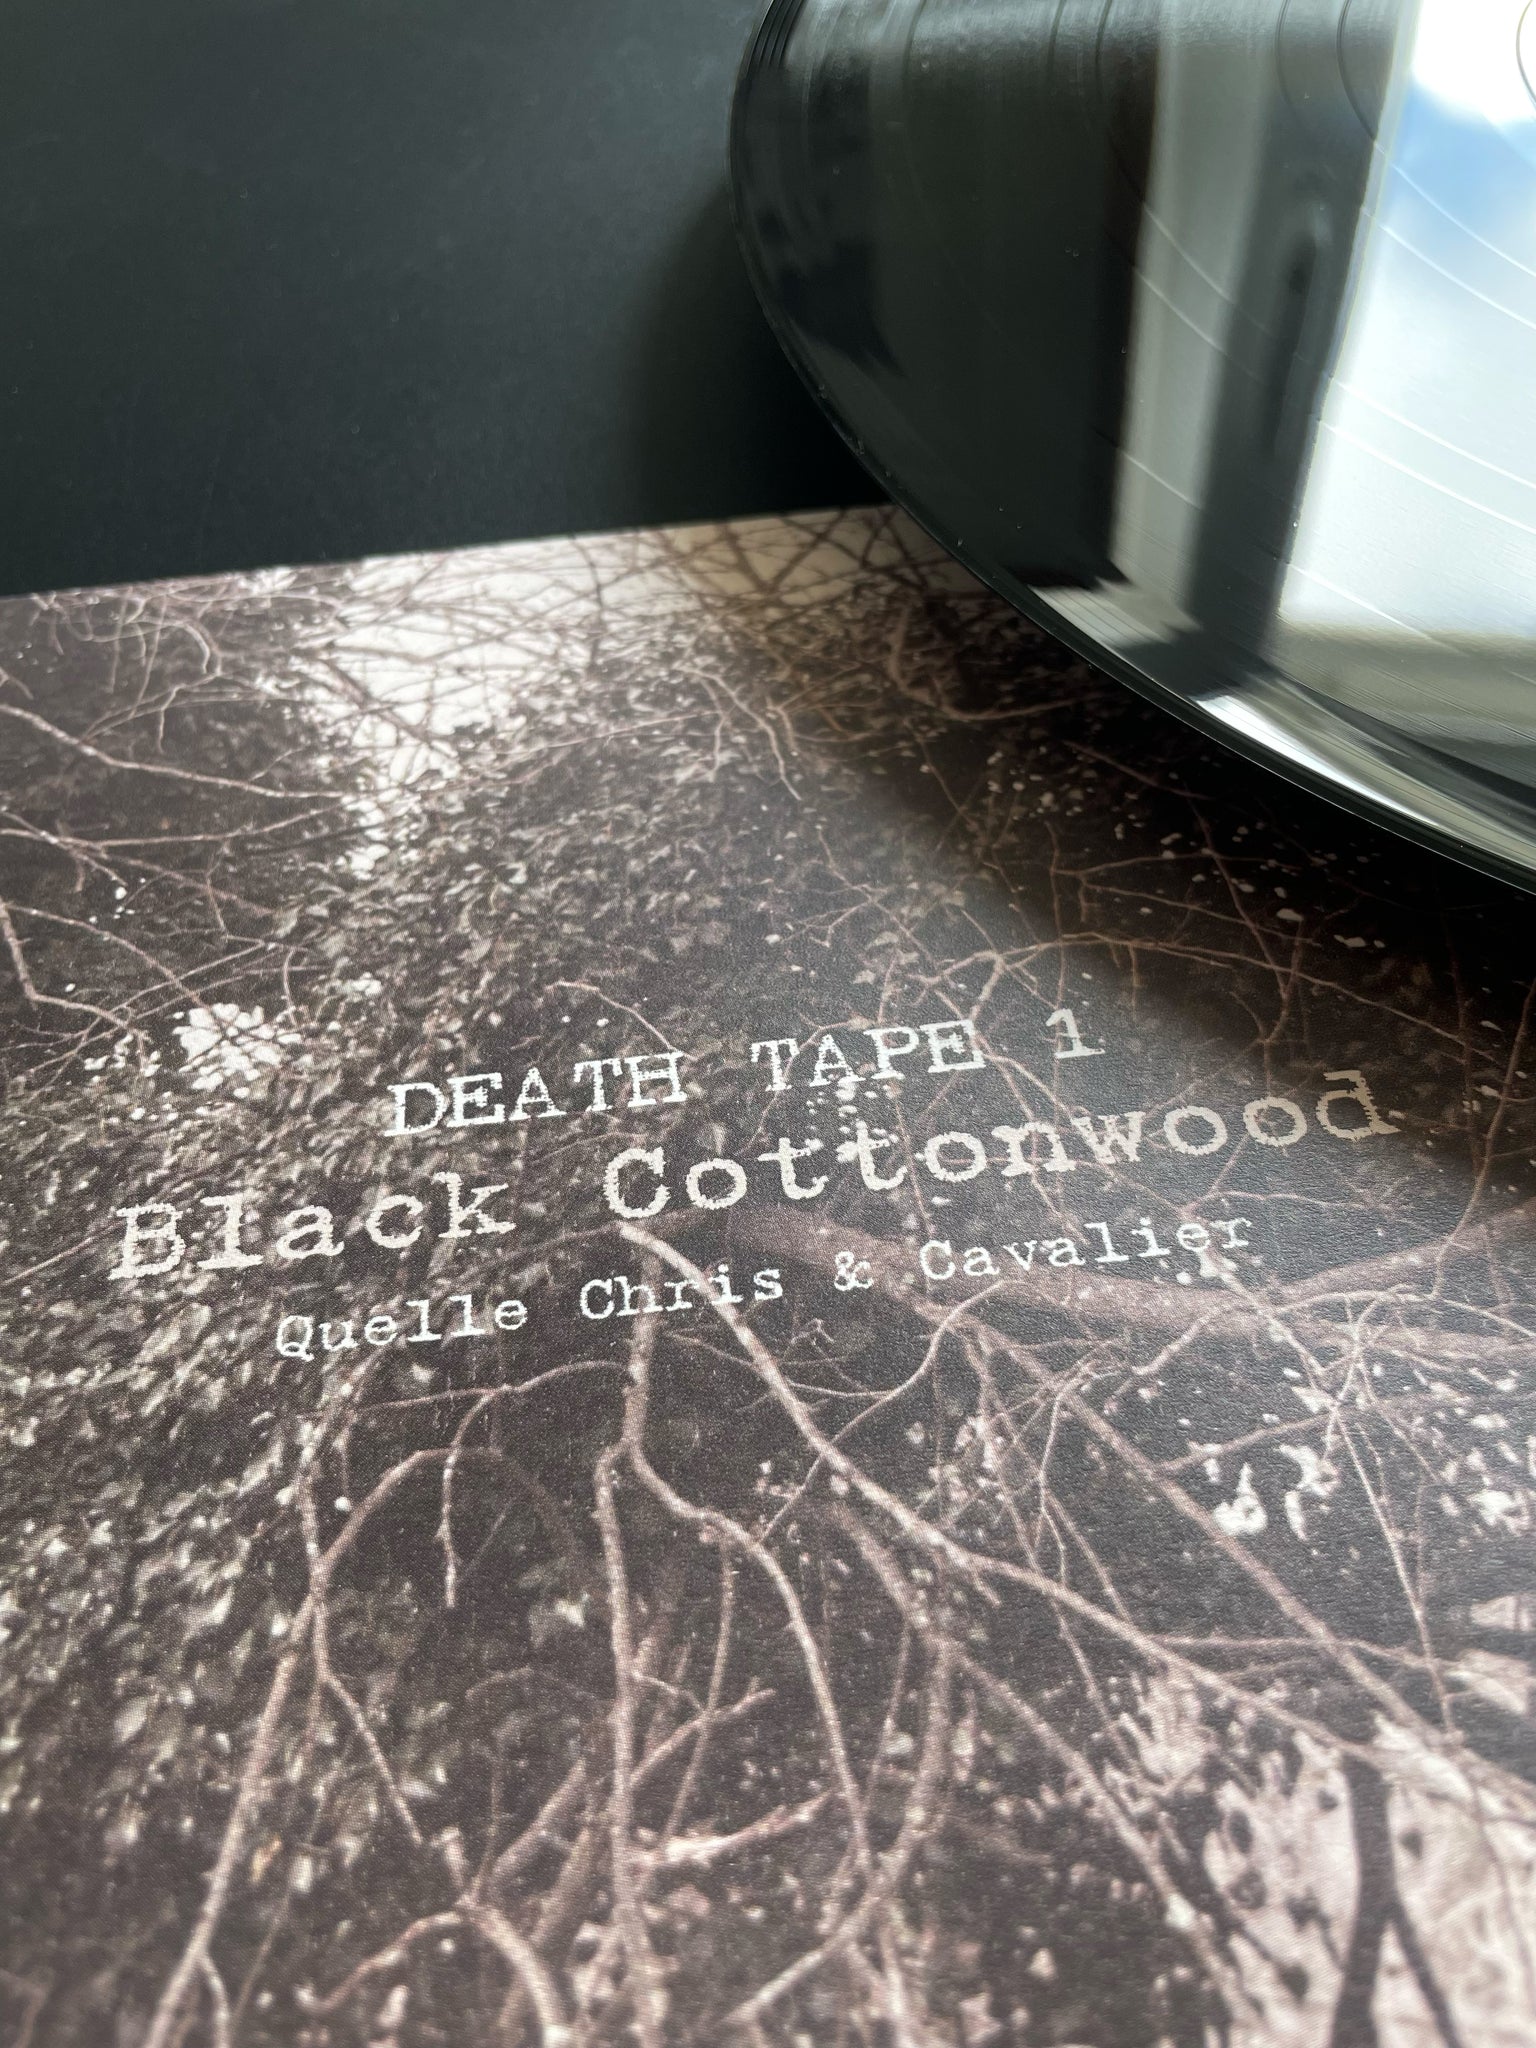 DEATH TAPE 1
Black Cottonwood
Quelle Chris & Cavalier